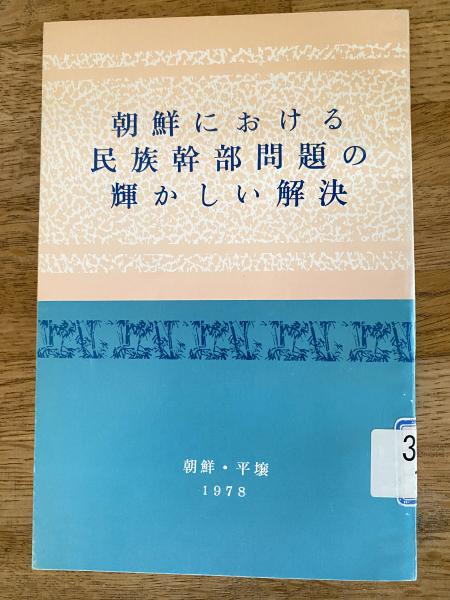 朝鮮における
民族幹部問題の
輝かしい解決
朝鮮・平壌
1978
3